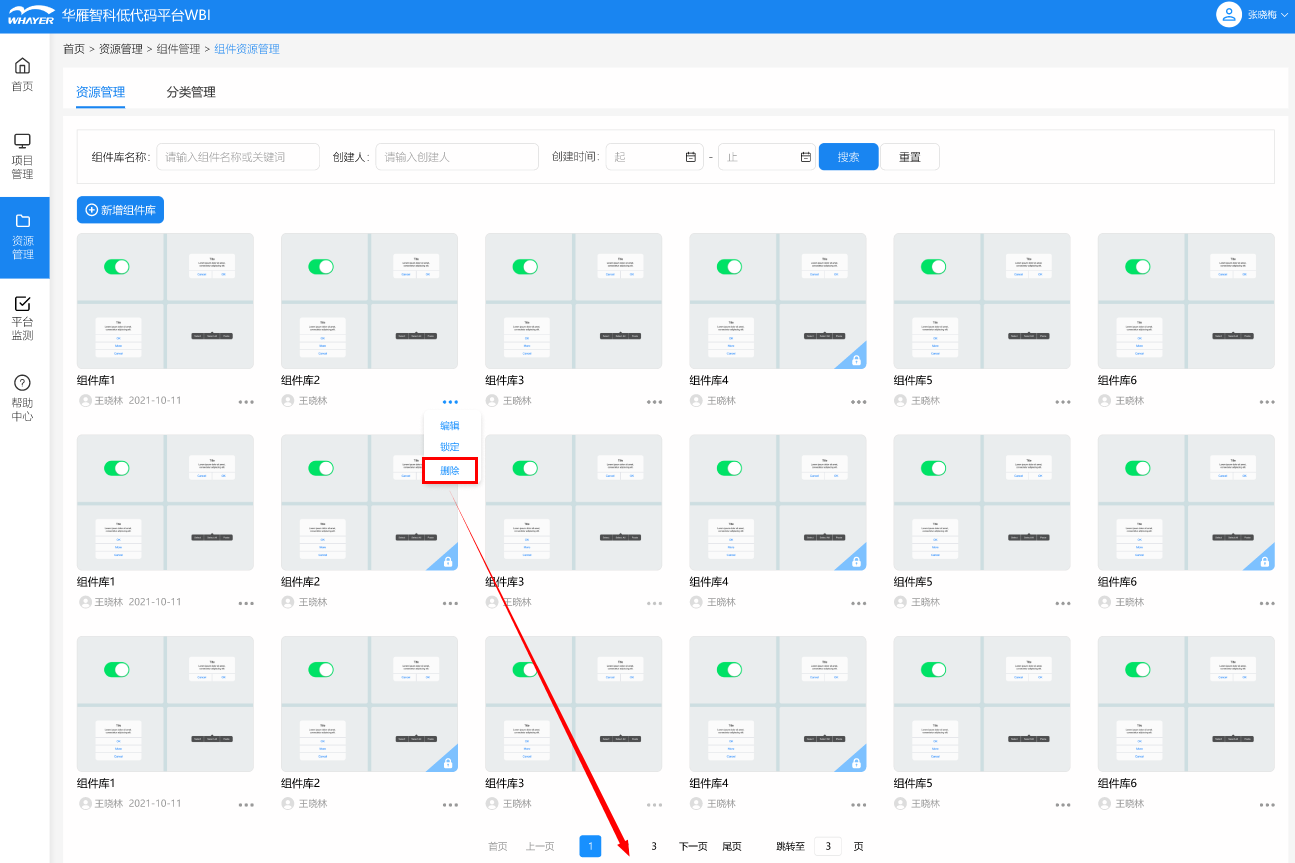 WHAYER 华雁智科低代码平台WBI
张晓梅
首页 > 资源管理 > 组件管理 > 组件资源管理
首页
项目
管理
资源
管理
平台
监测
帮助
中心
资源管理 分类管理
组件库名称: 请输入组件名称或关键词 创建人: 请输入创建人 创建时间: 起 - 止 搜索 重置
新增组件库
组件库1 组件库2 组件库3 组件库4 组件库5 组件库6
王晓林 2021-10-11 王晓林 王晓林 王晓林 王晓林 王晓林
编辑
锁定
删除
组件库1 组件库2 组件库3 组件库4 组件库5 组件库6
王晓林 2021-10-11 王晓林 王晓林 王晓林 王晓林 王晓林
组件库1 组件库2 组件库3 组件库4 组件库5 组件库6
王晓林 2021-10-11 王晓林 王晓林 王晓林 王晓林 王晓林
首页 上一页 1 3 下一页 尾页 跳转至 3 页